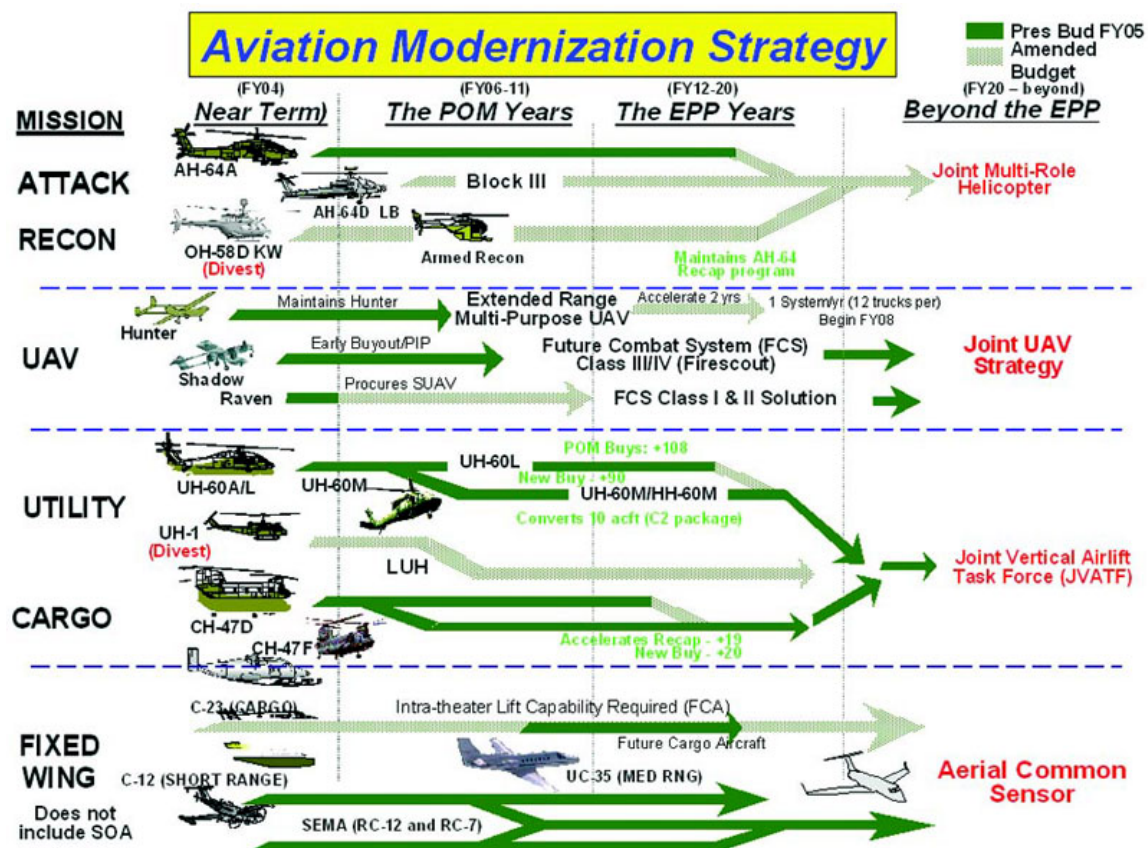 Aviation Modernization Strategy
Pres Bud FY05
Amended
Budget
MISSION
(FY04)
Near Term)
(FY06-11)
The POM Years
(FY12-20)
The EPP Years
(FY20 – beyond)
Beyond the EPP
AH-64A
ATTACK
AH-64D LB
Block III
Joint Multi-Role
Helicopter
RECON
OH-58D KW
(Divest)
Armed Recon
Maintains AH-64
Recap program
Hunter
Maintains Hunter
Extended Range
Multi-Purpose UAV
Accelerate 2 yrs
1 System/yr (12 trucks per)
Begin FY08
UAV
Shadow
Early Buyout/PIP
Future Combat System (FCS)
Class III/IV (Firescout)
Joint UAV
Strategy
Raven
Procures SUAV
FCS Class I & II Solution
UTILITY
UH-60A/L
UH-60M
UH-60L
POM Buys: +108
New Buy - +90
UH-60M/HH-60M
Converts 10 acft (C2 package)
UH-1
(Divest)
LUH
Joint Vertical Airlift
Task Force (JVATF)
CARGO
CH-47D
CH-47F
Accelerates Recap - +19
New Buy - +20
C-23 (CARGO)
Intra-theater Lift Capability Required (FCA)
Future Cargo Aircraft
FIXED
WING
C-12 (SHORT RANGE)
UC-35 (MED RNG)
Aerial Common
Sensor
Does not
include SOA
SEMA (RC-12 and RC-7)